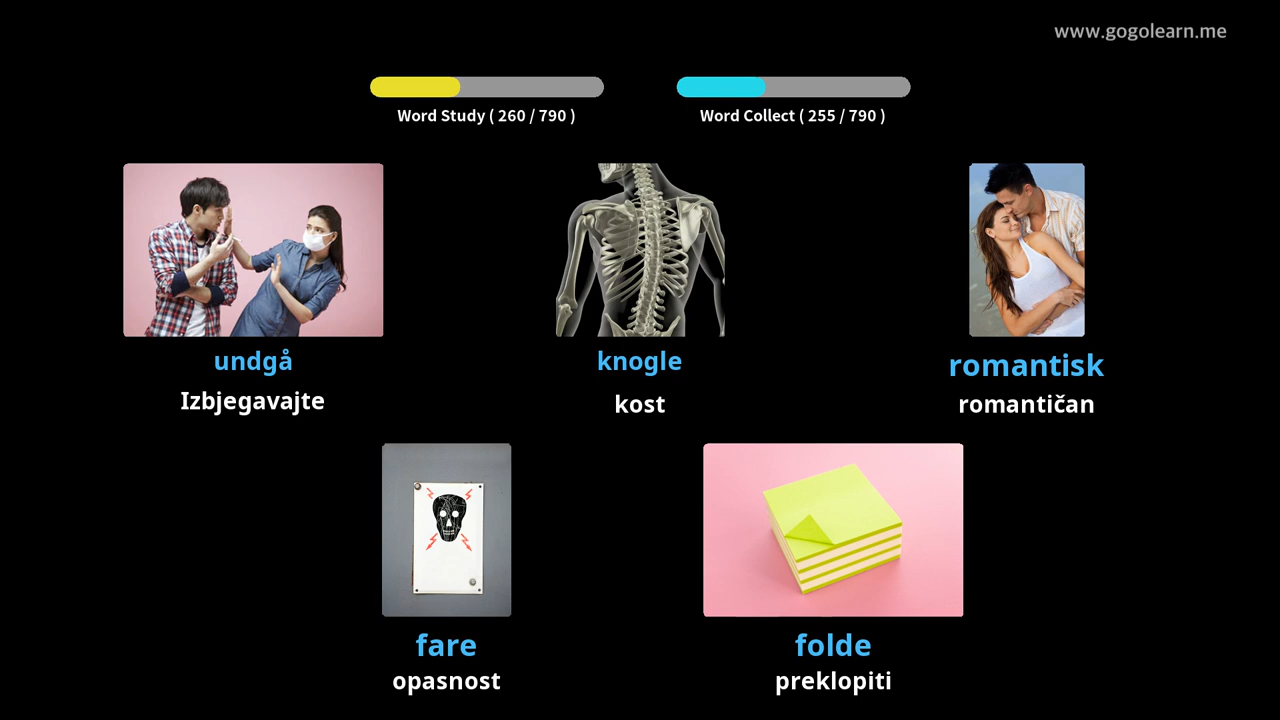 www.gogolearn.me
Word Study ( 260 / 790 )
Word Collect ( 255 / 790 )
undgå
Izbjegavajte
knogle
kost
romantisk
romantičan
fare
opasnost
folde
preklopiti